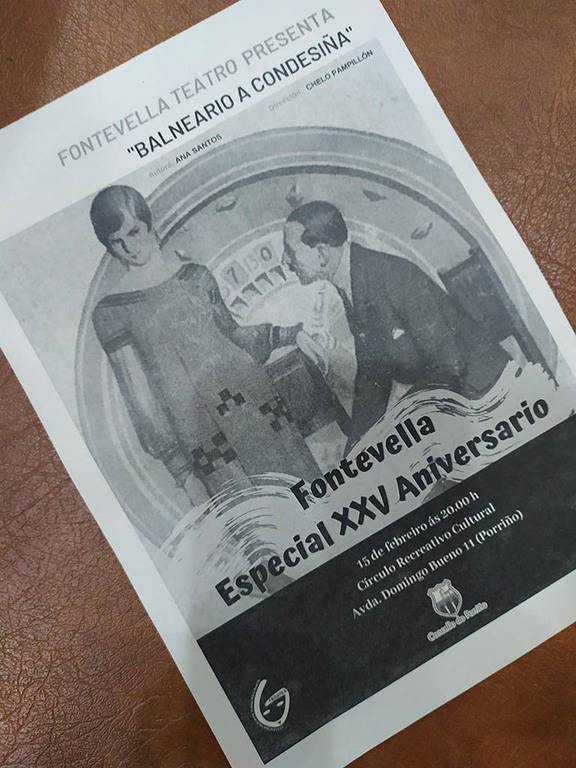 FONTEVELLA TEATRO PRESENTA
"BALNEARIO A CONDESIÑA"
Autora: ANA SANTOS
Dirección: CHELO PAMPILLÓN
Fontevella
Especial XXV Aniversario
15 de febreiro ás 20.00 h
Círculo Recreativo Cultural
Avda. Domingo Bueno 11 (Porriño)
Concello do Porriño